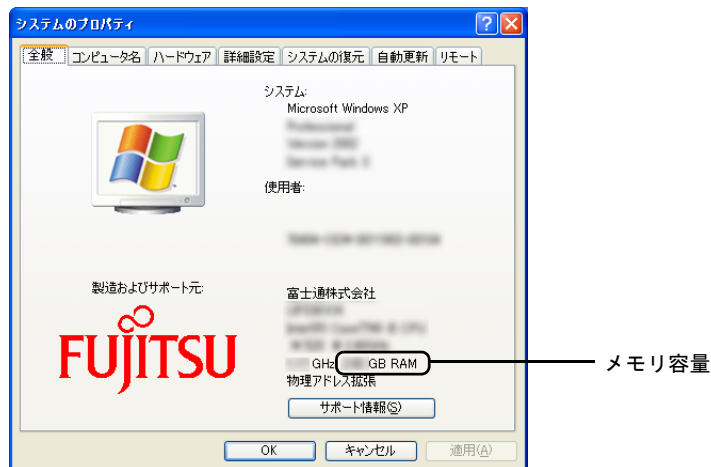 システムのプロパティ
全般 コンピュータ名 ハードウェア 詳細設定 システムの復元 自動更新 リモート
システム:
Microsoft Windows XP
使用者:
製造およびサポート元:
FUJITSU
富士通株式会社
GHz GB RAM
メモリ容量
物理アドレス拡張
サポート情報(S)
OK キャンセル 適用(A)